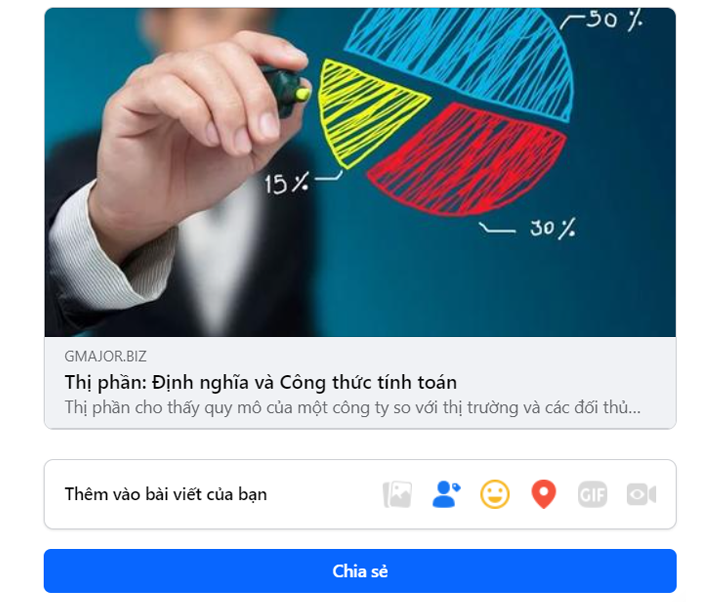 50 %
15 %
30 %
GMAJOR.BIZ
Thị phần: Định nghĩa và Công thức tính toán
Thị phần cho thấy quy mô của một công ty so với thị trường và các đối thủ...
Thêm vào bài viết của bạn
GIF
Chia sẻ